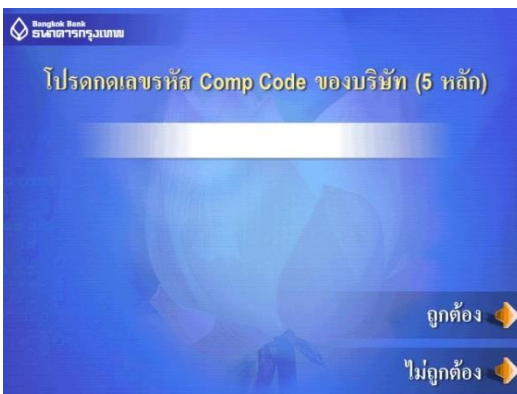 Bangkok Bank
ธนาคารกรุงเทพ
โปรดกดเลขรหัส Comp Code ของบริษัท (5 หลัก)
ถูกต้อง
ไม่ถูกต้อง